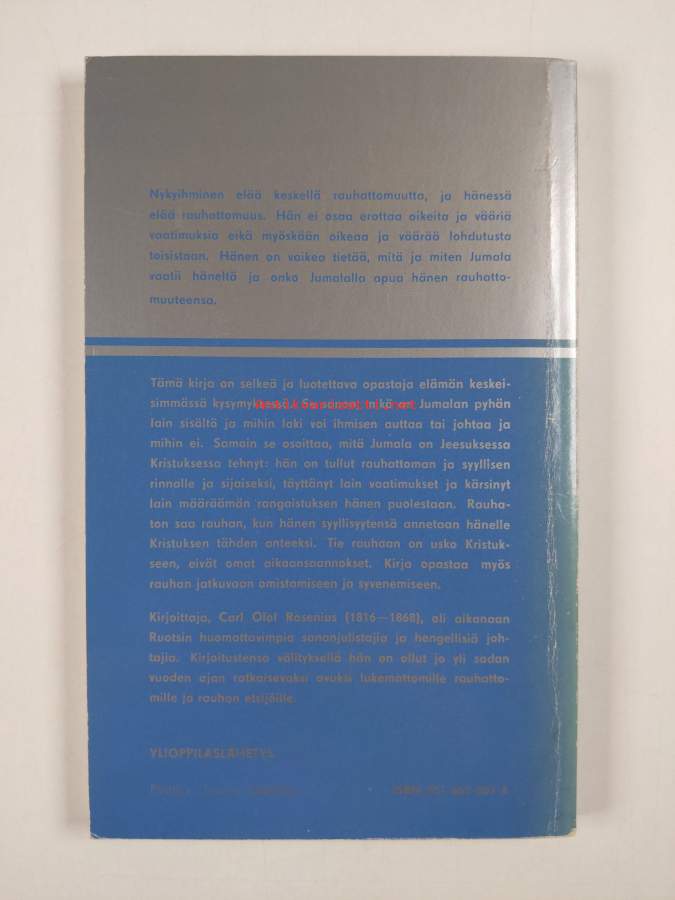 Nykyihminen elää keskellä rauhattomuutta, ja hänessä
elää rauhattomuus. Hän ei osaa erottaa oikeita ja vääriä
vaatimuksia eikä myöskään oikeaa ja väärää lohdutusta
toisistaan. Hänen on vaikea tietää, mitä ja miten Jumala
vaatii häneltä ja onko Jumalalla apua hänen rauhatto-
muuteensa.
Tämä kirja on selkeä ja luotettava opastaja elämän keskei-
simmässä kysymyksessä. Se sanoo, mikä on Jumalan pyhän
lain sisältö ja mihin laki voi ihmisen auttaa tai johtaa ja
mihin ei. Samoin se osoittaa, mitä Jumala on Jeesuksessa
Kristuksessa tehnyt: hän on tullut rauhattoman ja syyllisen
rinnalle ja sijaiseksi, täyttänyt lain vaatimukset ja kärsinyt
lain määräämän rangaistuksen hänen puolestaan. Rauha-
ton saa rauhan, kun hänen syyllisyytensä annetaan hänelle
Kristuksen tähden anteeksi. Tie rauhaan on usko Kristuk-
seen, eivät omat aikaansaannokset. Kirja opastaa myös
rauhan jatkuvaan omistamiseen ja syvenemiseen.
Kirjoittaja, Carl Olof Rosenius (1816—1868), oli aikanaan
Ruotsin huomattavimpia sananjulistajia ja hengellisiä joh-
tajia. Kirjoitustensa välityksellä hän on ollut jo yli sadan
vuoden ajan ratkaisevaksi avuksi lukemattomille rauhatto-
mille ja rauhan etsijöille.
YLIOPPILASLÄHETYS
ISBN 951